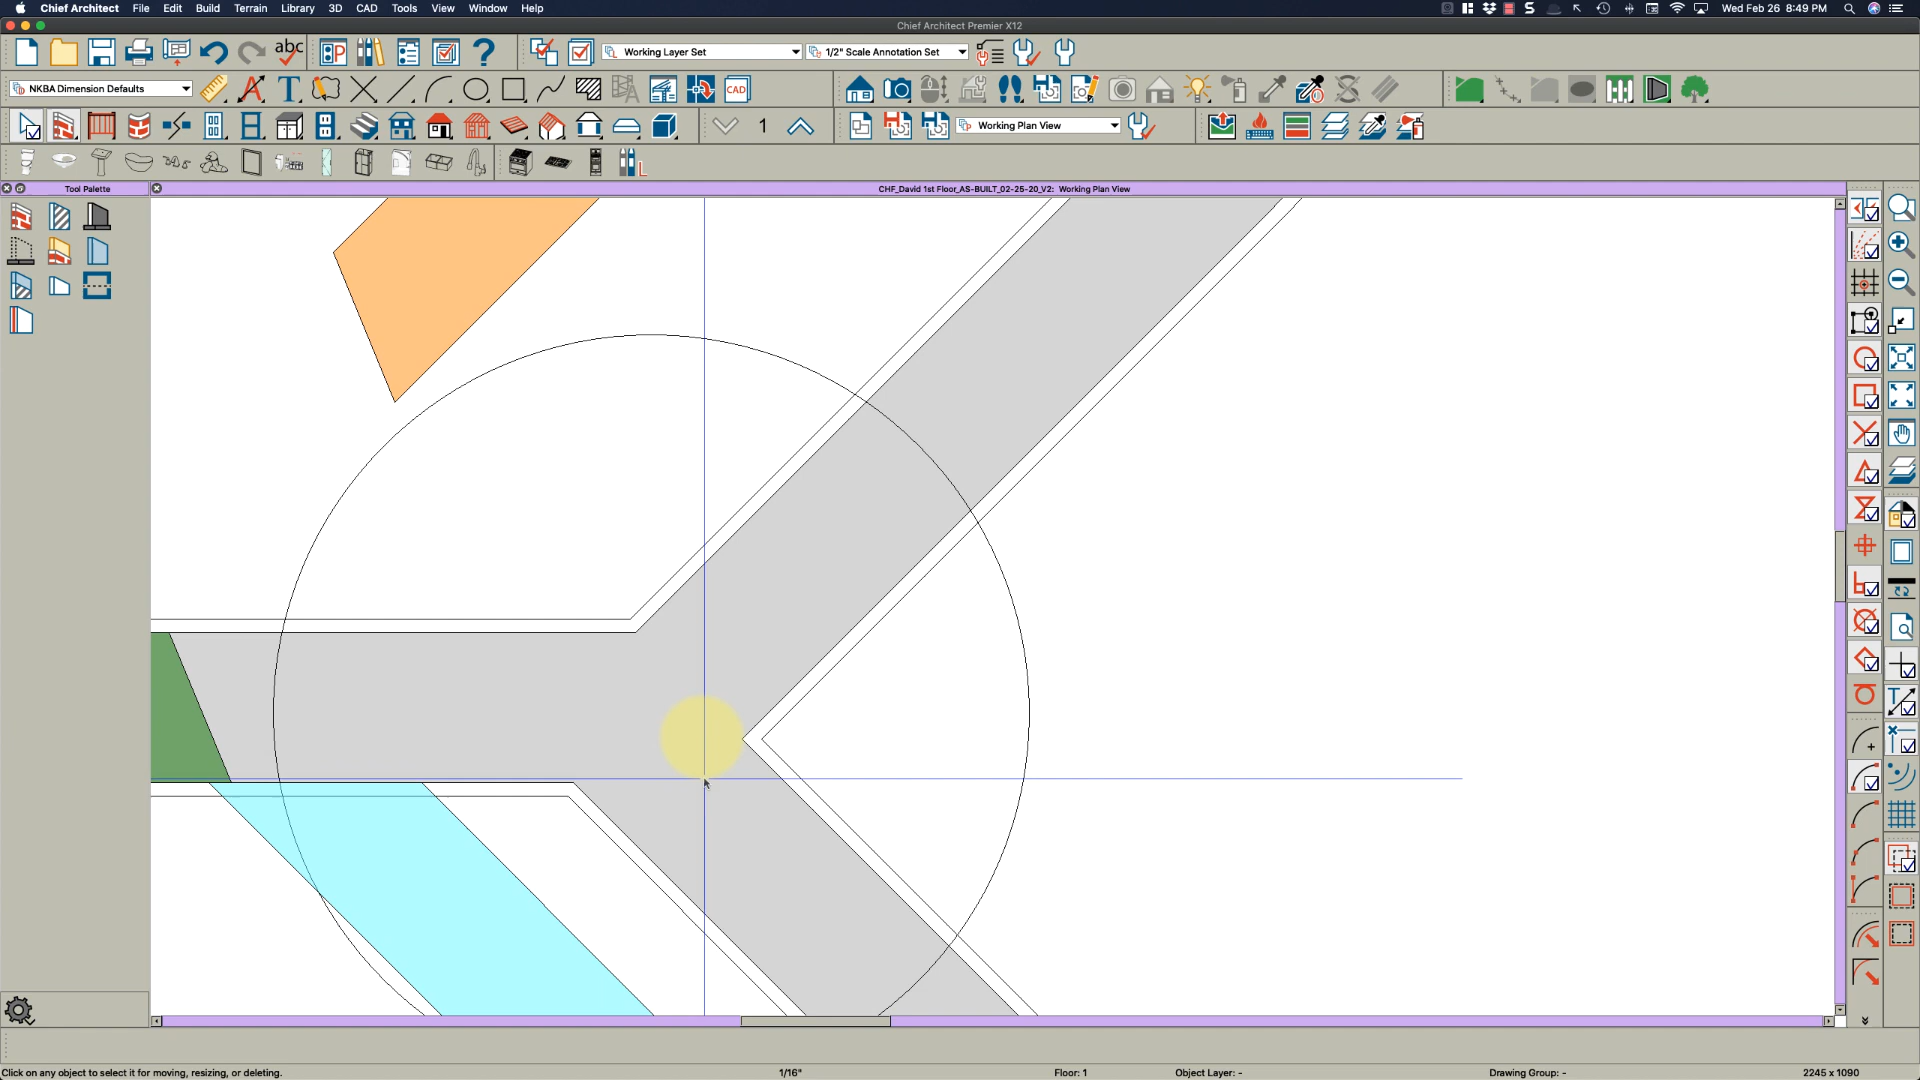 Chief Architect File Edit Build Terrain Library 3D CAD Tools View Window Help
Wed Feb 26 8:49 PM
Chief Architect Premier X12
abc
Working Layer Set
1/2" Scale Annotation Set
NKBA Dimension Defaults
T
CAD
1
Working Plan View
Tool Palette
CHF_David 1st Floor_AS-BUILT_02-25-20_V2: Working Plan View
Click on any object to select it for moving, resizing, or deleting.
1/16"
Floor: 1
Object Layer: -
Drawing Group: -
2245 x 1090